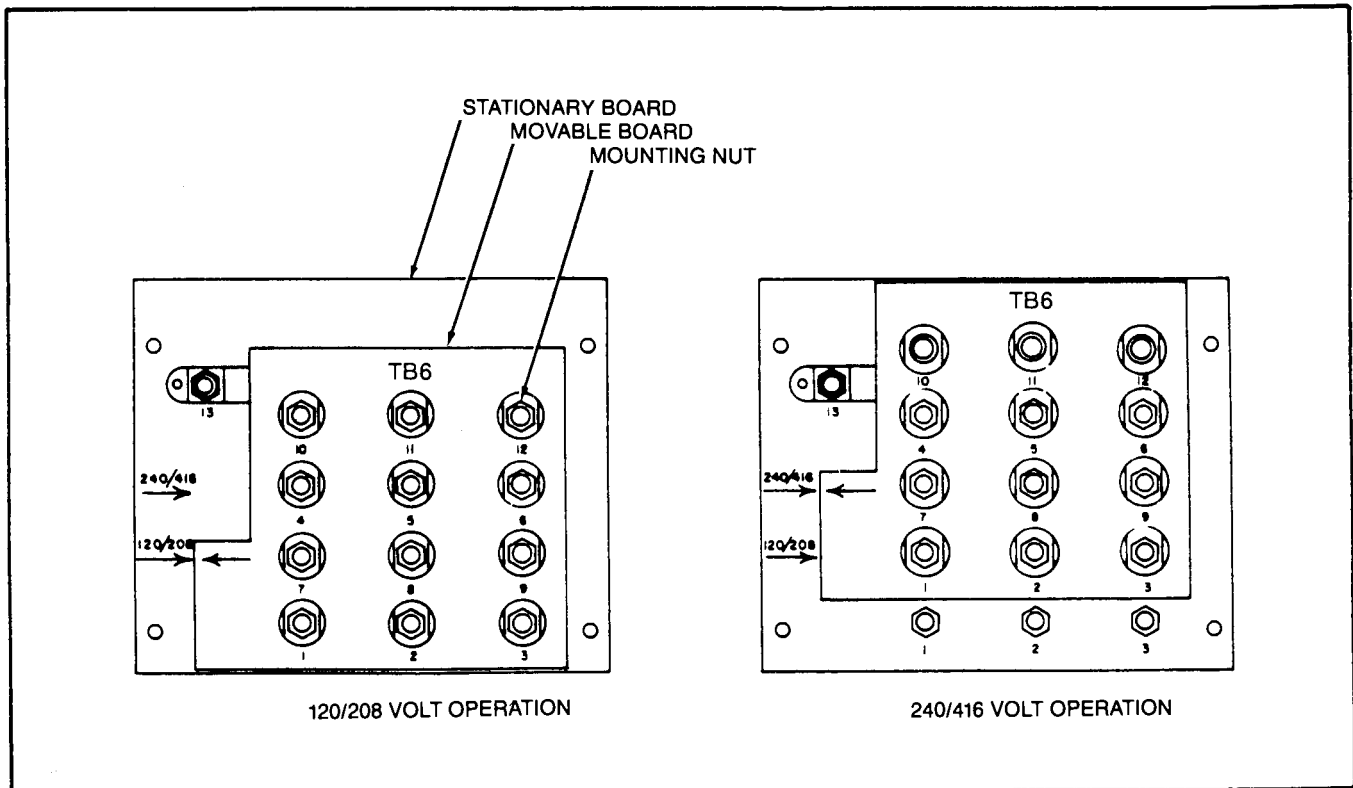 STATIONARY BOARD
MOVABLE BOARD
MOUNTING NUT
TB6
13
10 11 12
240/416
4 5 6
120/208
7 8 9
1 2 3
120/208 VOLT OPERATION
TB6
10 11 12
13
4 5 6
240/416
7 8 9
120/208
1 2 3
1 2 3
240/416 VOLT OPERATION